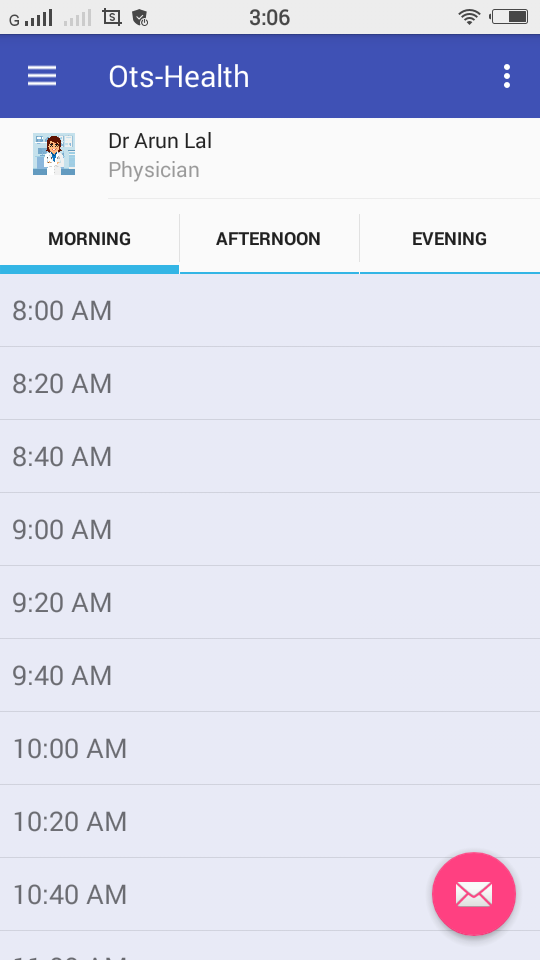 G
3:06
Ots-Health
Dr Arun Lal
Physician
MORNING
AFTERNOON
EVENING
8:00 AM
8:20 AM
8:40 AM
9:00 AM
9:20 AM
9:40 AM
10:00 AM
10:20 AM
10:40 AM